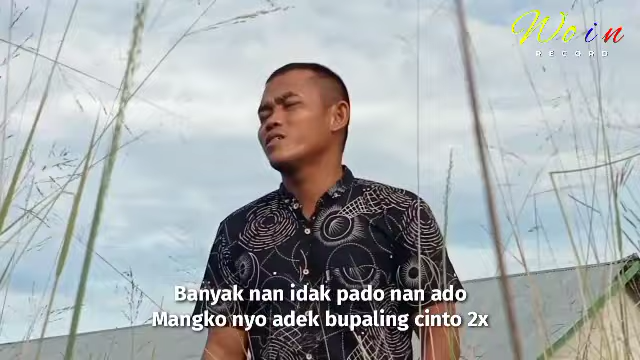 Woin
RECORD
Banyak nan idak pado nan ado
Mangko nyo adek bupaling cinto 2x